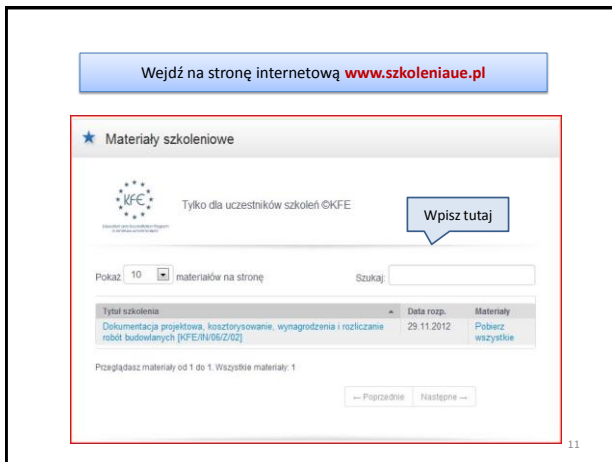 Wejdź na stronę internetową www.szkoleniaue.pl
Materiały szkoleniowe
KFE
Tylko dla uczestników szkoleń ©KFE
Wpisz tutaj
Pokaż 10 materiałów na stronę
Szukaj:
Tytuł szkolenia Data rozp. Materiały
Dokumentacja projektowa, kosztorysowanie, wynagrodzenia i rozliczanie 29.11.2012 Pobierz
robót budowlanych [KFE/IN/06/Z/02] wszystkie
Przeglądasz materiały od 1 do 1. Wszystkie materiały: 1
← Poprzednie Następne →
11